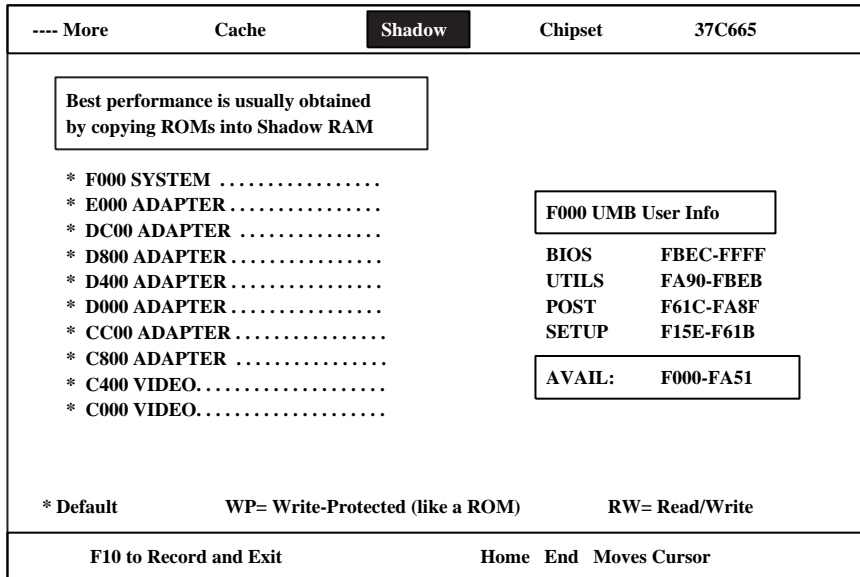 ---- More Cache Shadow Chipset 37C665
Best performance is usually obtained
by copying ROMs into Shadow RAM
* F000 SYSTEM . . . . . . . . . . . . . . . . .
* E000 ADAPTER . . . . . . . . . . . . . . . .
* DC00 ADAPTER . . . . . . . . . . . . . . .
* D800 ADAPTER . . . . . . . . . . . . . . . .
* D400 ADAPTER . . . . . . . . . . . . . . . .
* D000 ADAPTER . . . . . . . . . . . . . . . .
* CC00 ADAPTER . . . . . . . . . . . . . . . .
* C800 ADAPTER . . . . . . . . . . . . . . . .
* C400 VIDEO. . . . . . . . . . . . . . . . . . . .
* C000 VIDEO. . . . . . . . . . . . . . . . . . . .
F000 UMB User Info
BIOS FBEC-FFFF
UTILS FA90-FBEB
POST F61C-FA8F
SETUP F15E-F61B
AVAIL: F000-FA51
* Default WP= Write-Protected (like a ROM) RW= Read/Write
F10 to Record and Exit Home End Moves Cursor